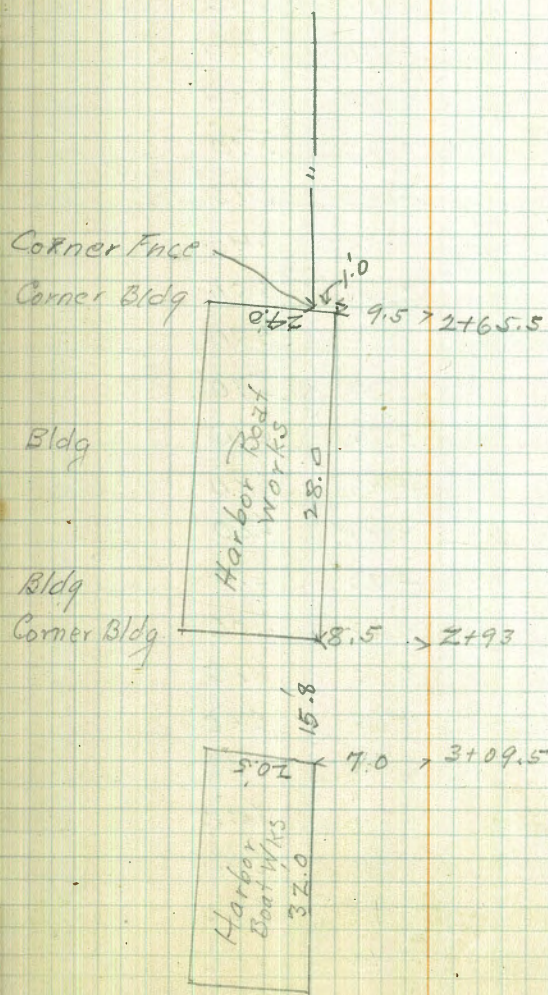 "
Corner Fnce
1.0
Corner Bldg
24.0
9.5 > 2+65.5
Bldg
Harbor Boat
Works
28.0
Bldg
Corner Bldg
8.5 > 2+93
15.8
20.5
7.0 > 3+09.5
Harbor
Boat Wks
32.0